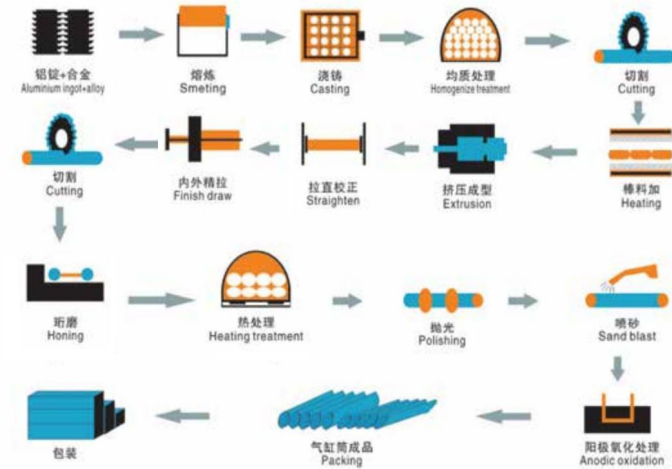 铝锭+合金
Aluminium ingot+alloy
熔炼
Smeting
浇铸
Casting
均质处理
Homogenize treatment
切割
Cutting
棒料加
Heating
挤压成型
Extrusion
拉直校正
Straighten
内外精拉
Finish draw
切割
Cutting
珩磨
Honing
热处理
Heating treatment
抛光
Polishing
喷砂
Sand blast
阳极氧化处理
Anodic oxidation
气缸筒成品
Packing
包装